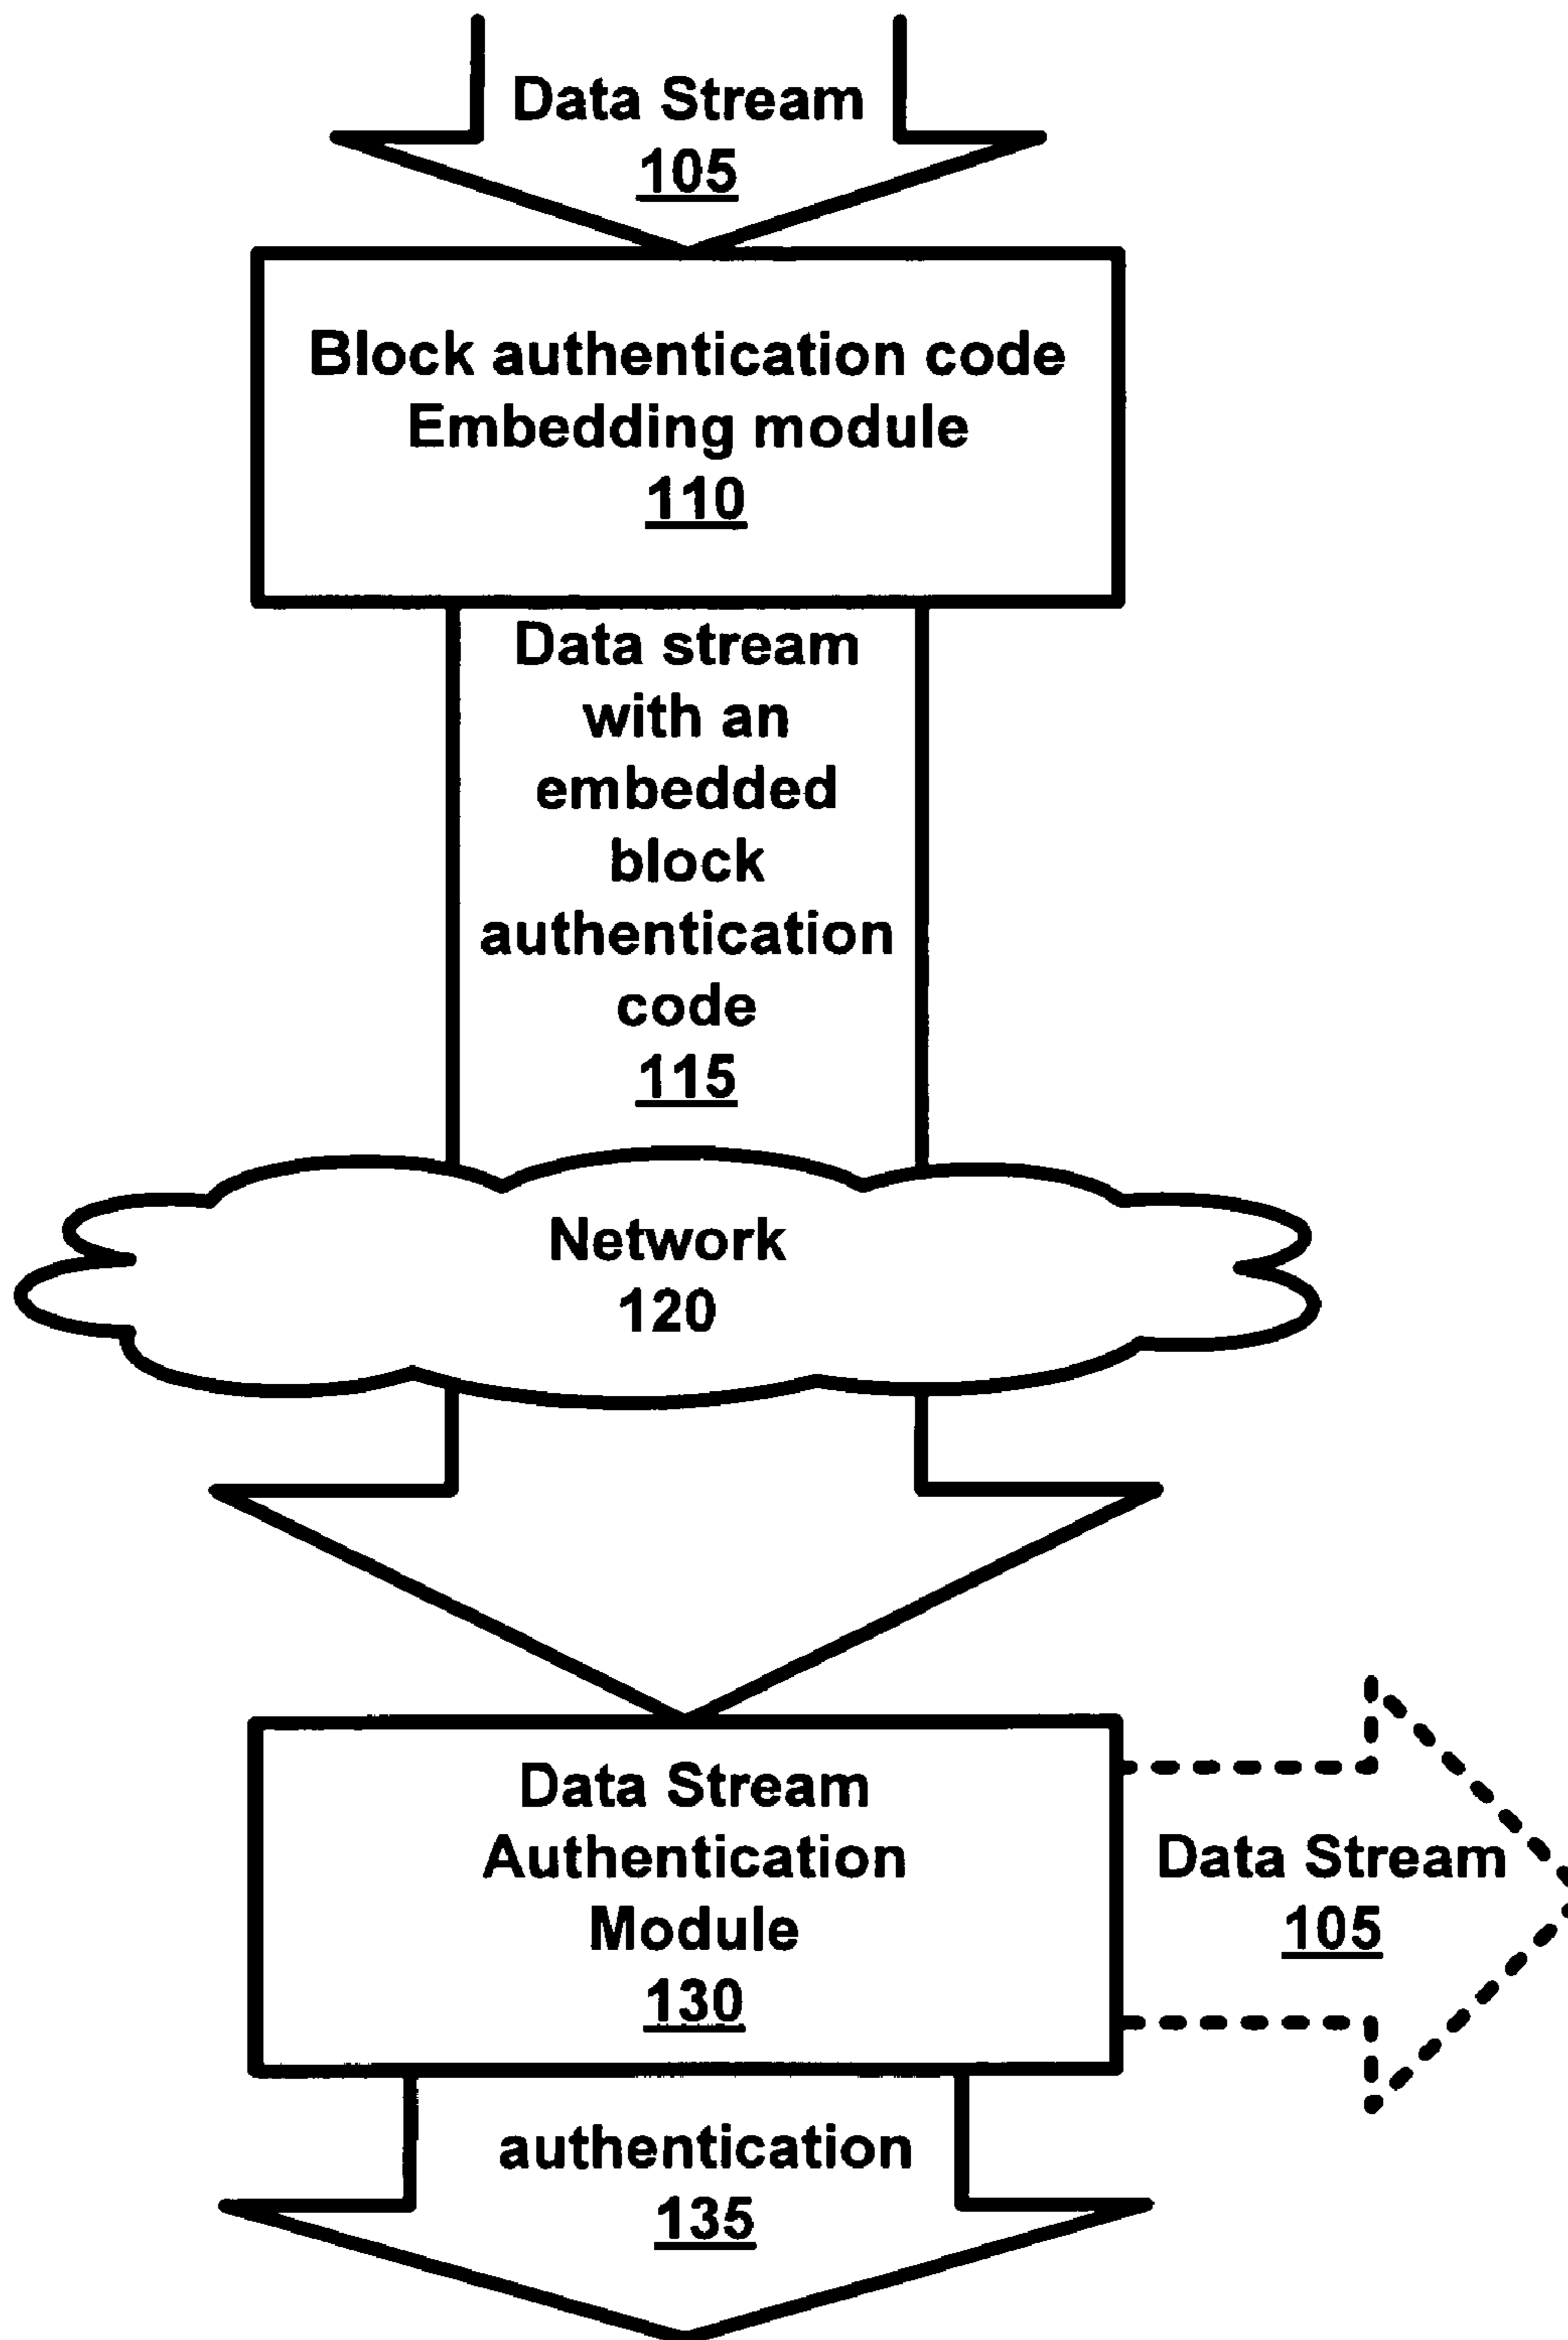 Data Stream
105
Block authentication code
Embedding module
110
Data stream
with an
embedded
block
authentication
code
115
Network
120
Data Stream
Authentication
Module
130
Data Stream
105
authentication
135